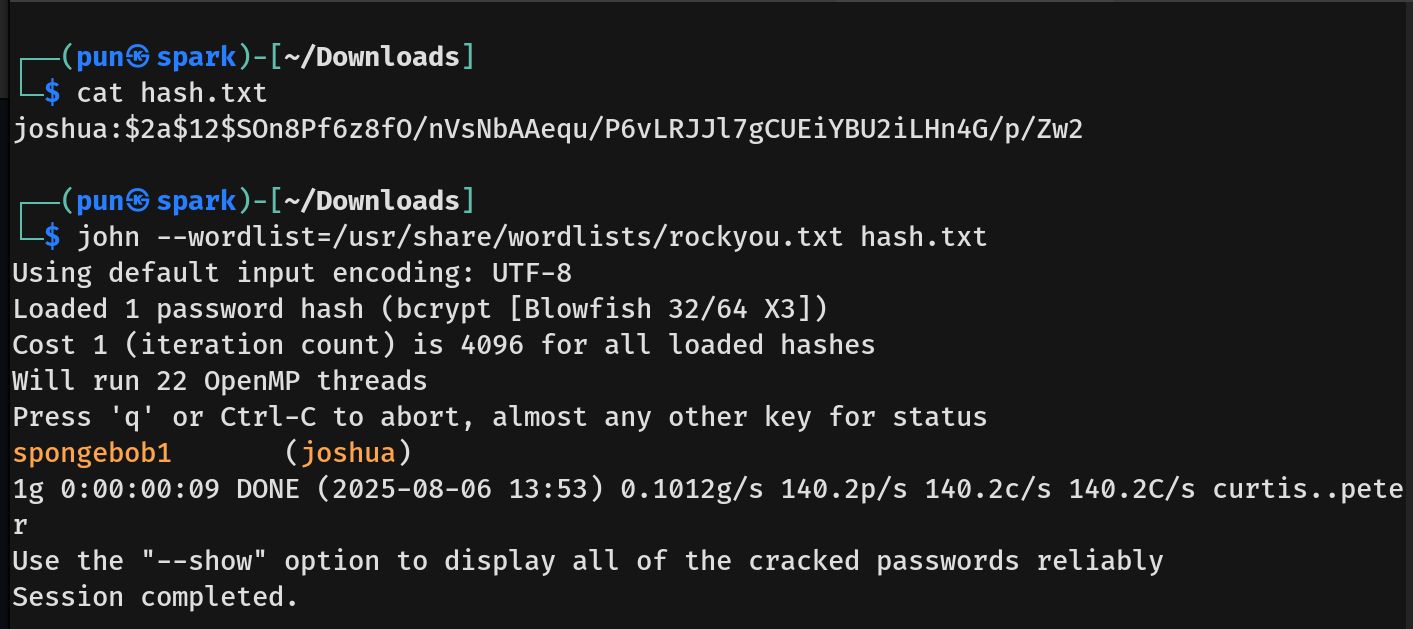 ┌──(pun㉿spark)-[~/Downloads]
└─$ cat hash.txt
joshua:$2a$12$SOn8Pf6z8fO/nVsNbAAequ/P6vLRJJl7gCUEiYBU2iLHn4G/p/Zw2
┌──(pun㉿spark)-[~/Downloads]
└─$ john --wordlist=/usr/share/wordlists/rockyou.txt hash.txt
Using default input encoding: UTF-8
Loaded 1 password hash (bcrypt [Blowfish 32/64 X3])
Cost 1 (iteration count) is 4096 for all loaded hashes
Will run 22 OpenMP threads
Press 'q' or Ctrl-C to abort, almost any other key for status
spongebob1       (joshua)
1g 0:00:00:09 DONE (2025-08-06 13:53) 0.1012g/s 140.2p/s 140.2c/s 140.2C/s curtis..pete
r
Use the "--show" option to display all of the cracked passwords reliably
Session completed.